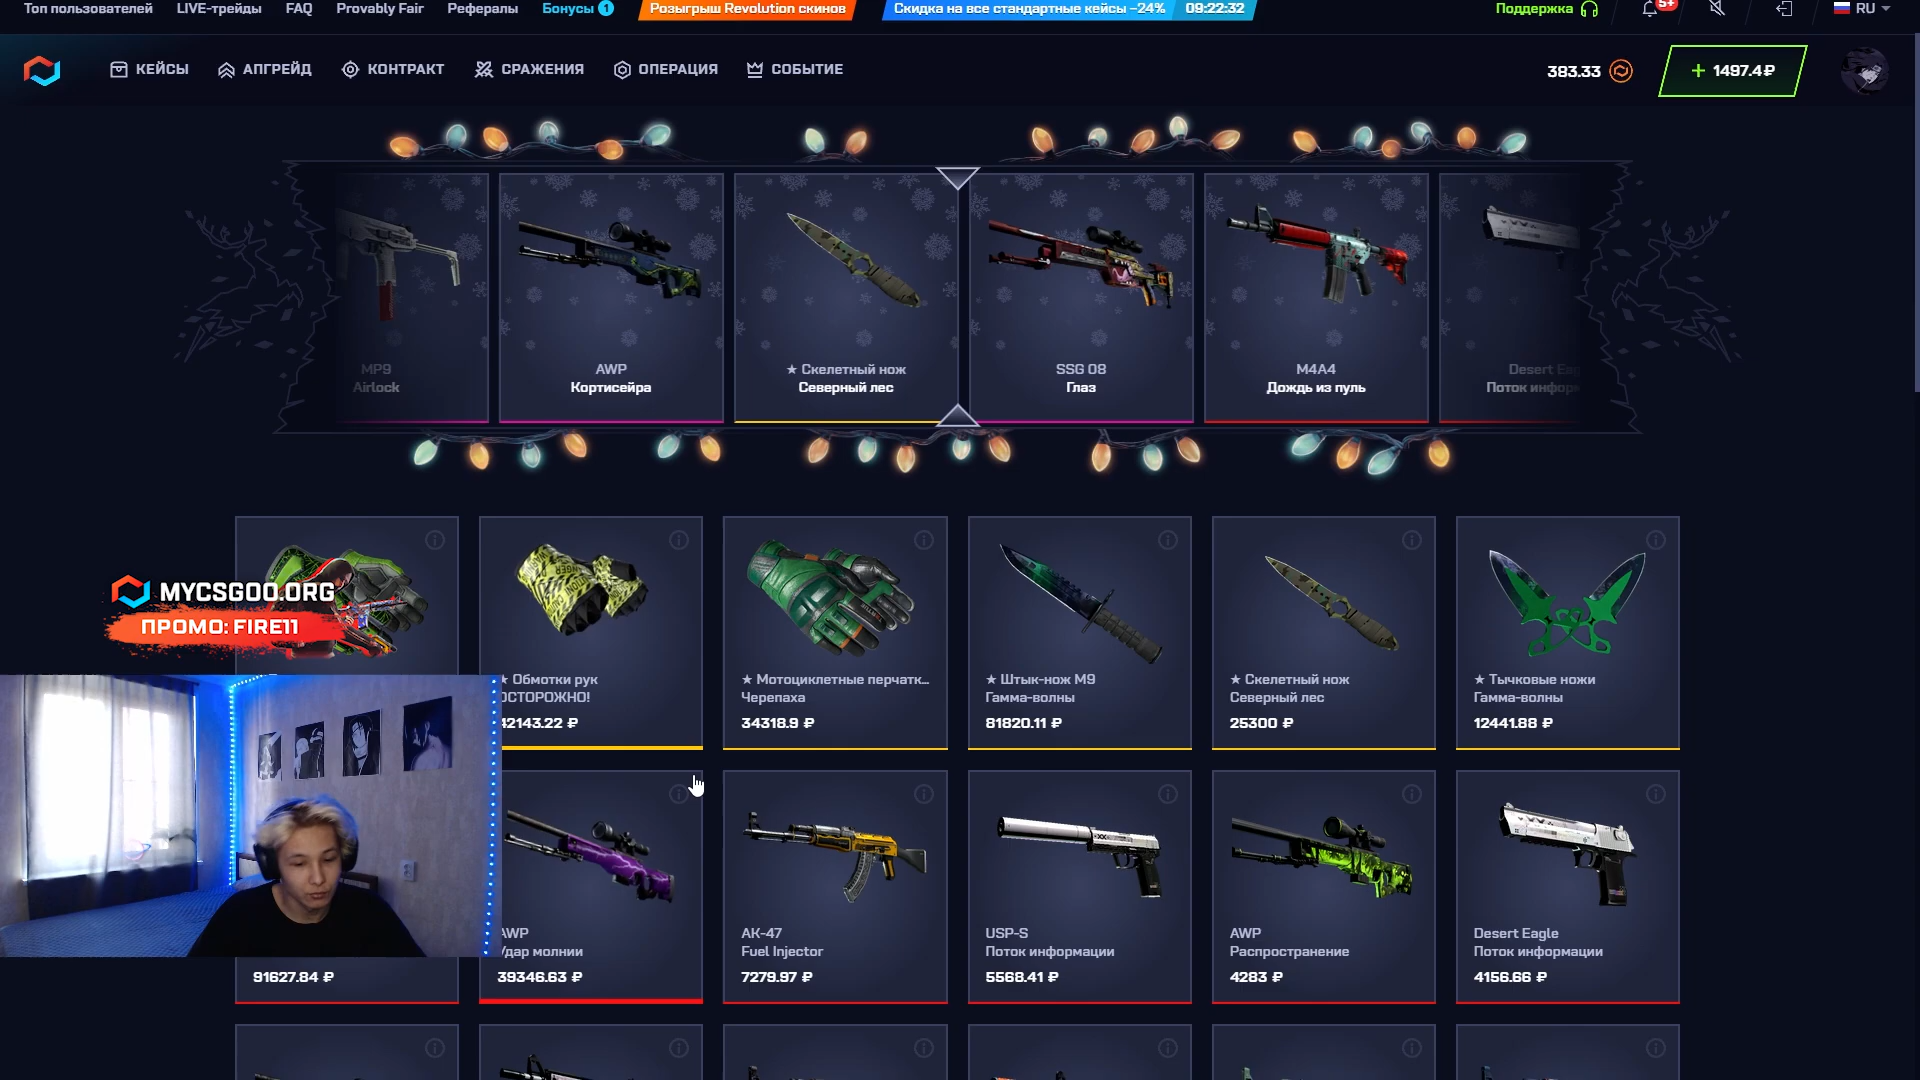 Топ пользователей LIVE-трейды FAQ Provably Fair Рефералы Бонусы 1 Розыгрыш Revolution скинов Скидка на все стандартные кейсы -24% 09:22:32 Поддержка 5+ RU
КЕЙСЫ АПГРЕЙД КОНТРАКТ СРАЖЕНИЯ ОПЕРАЦИЯ СОБЫТИЕ 383.33 + 1497.4 ₽
MP9
Airlock
AWP
Кортисейра
★ Скелетный нож
Северный лес
SSG 08
Глаз
M4A4
Дождь из пуль
Desert Eag
Поток информ
MYCSGOO.ORG
ПРОМО: FIRE11
★ Обмотки рук
ОСТОРОЖНО!
42143.22 ₽
★ Мотоциклетные перчатк...
Черепаха
34318.9 ₽
★ Штык-нож M9
Гамма-волны
81820.11 ₽
★ Скелетный нож
Северный лес
25300 ₽
★ Тычковые ножи
Гамма-волны
12441.88 ₽
91627.84 ₽
AWP
Удар молнии
39346.63 ₽
AK-47
Fuel Injector
7279.97 ₽
USP-S
Поток информации
5568.41 ₽
AWP
Распространение
4283 ₽
Desert Eagle
Поток информации
4156.66 ₽